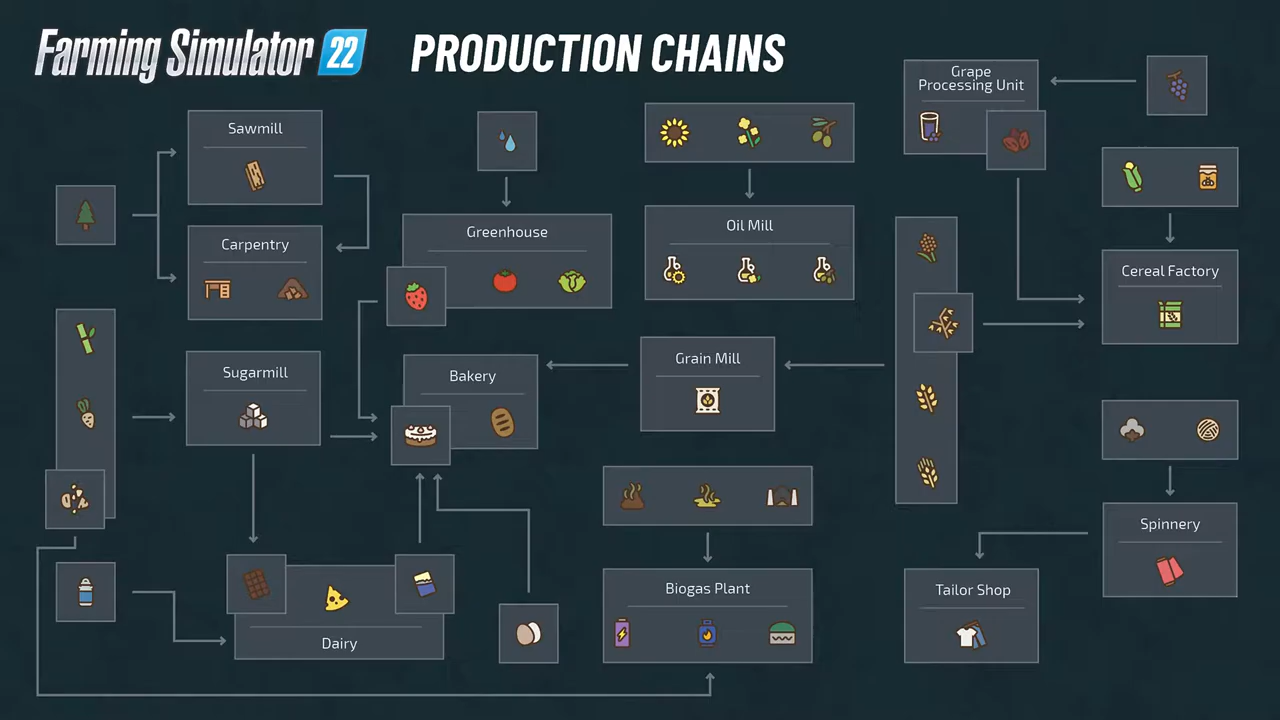 Farming Simulator 22
PRODUCTION CHAINS
Grape
Processing Unit
Sawmill
Carpentry
Greenhouse
Oil Mill
Cereal Factory
Sugarmill
Bakery
Grain Mill
Spinnery
Biogas Plant
Tailor Shop
Dairy